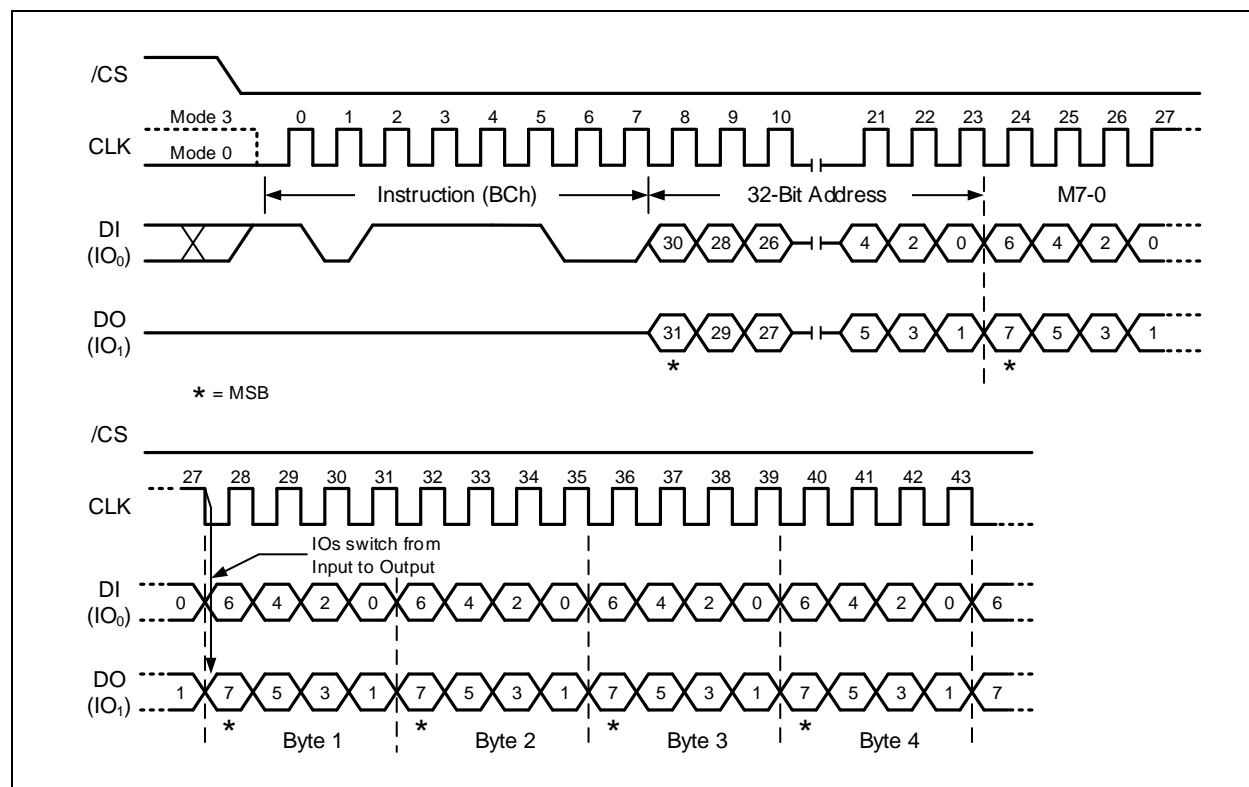 /CS
Mode 3 0 1 2 3 4 5 6 7 8 9 10 21 22 23 24 25 26 27
CLK
Mode 0
Instruction (BCh) 32-Bit Address M7-0
DI
(IO₀) 30 28 26 4 2 0 6 4 2 0
DO
(IO₁) 31 29 27 5 3 1 7 5 3 1
* *
* = MSB
/CS
27 28 29 30 31 32 33 34 35 36 37 38 39 40 41 42 43
CLK
IOs switch from
Input to Output
DI
(IO₀) 0 6 4 2 0 6 4 2 0 6 4 2 0 6 4 2 0 6
DO
(IO₁) 1 7 5 3 1 7 5 3 1 7 5 3 1 7 5 3 1 7
* * * *
Byte 1 Byte 2 Byte 3 Byte 4